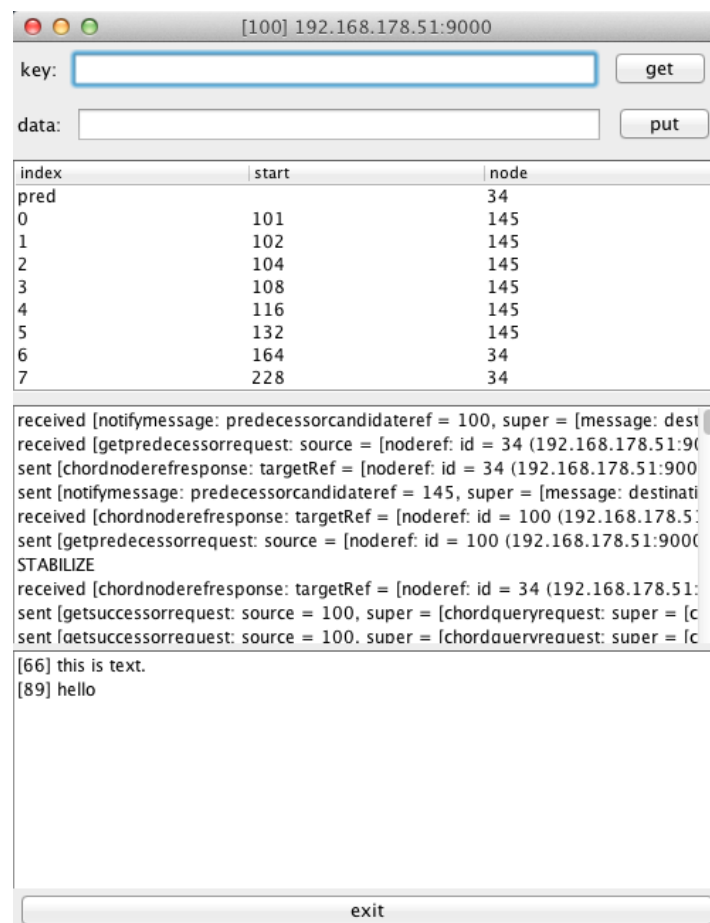 [100] 192.168.178.51:9000
key: get
data: put
index start node
pred 34
0 101 145
1 102 145
2 104 145
3 108 145
4 116 145
5 132 145
6 164 34
7 228 34
received [notifymessage: predecessorcandidateref = 100, super = [message: dest
received [getpredecessorrequest: source = [noderef: id = 34 (192.168.178.51:90
sent [chordnoderefresponse: targetRef = [noderef: id = 34 (192.168.178.51:900
sent [notifymessage: predecessorcandidateref = 145, super = [message: destinati
received [chordnoderefresponse: targetRef = [noderef: id = 100 (192.168.178.5
sent [getpredecessorrequest: source = [noderef: id = 100 (192.168.178.51:9000
STABILIZE
received [chordnoderefresponse: targetRef = [noderef: id = 34 (192.168.178.51:
sent [getsuccessorrequest: source = 100, super = [chordqueryrequest: super = [c
sent [getsuccessorrequest: source = 100, super = [chordqueryrequest: super = [c
[66] this is text.
[89] hello
exit